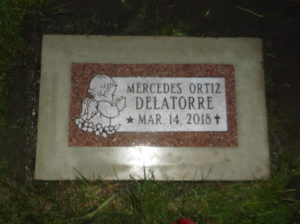 MERCEDES ORTIZ
DELATORRE
★ MAR. 14, 2018 ✝